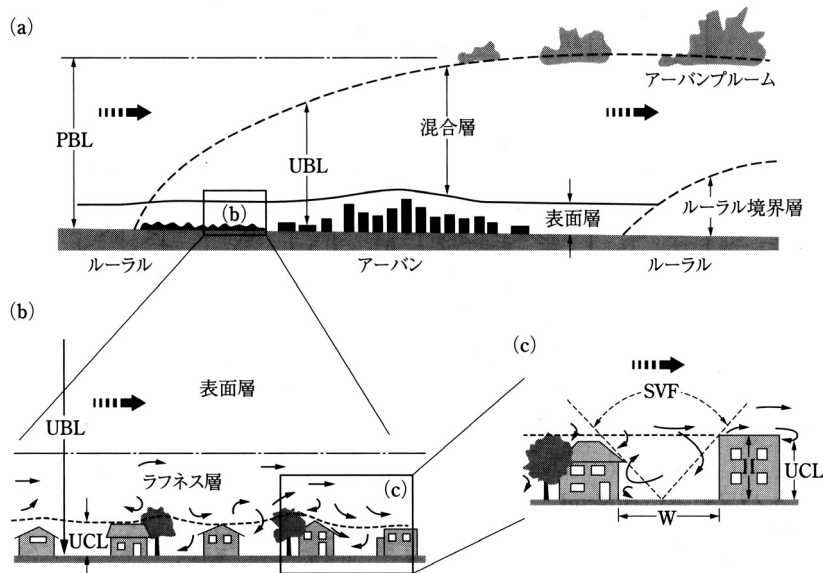 (a)
アーバンプルーム
PBL
UBL
混合層
(b)
表面層
ルーラル境界層
ルーラル
アーバン
ルーラル
(b)
表面層
UBL
ラフネス層
(c)
UCL
(c)
SVF
H
UCL
W